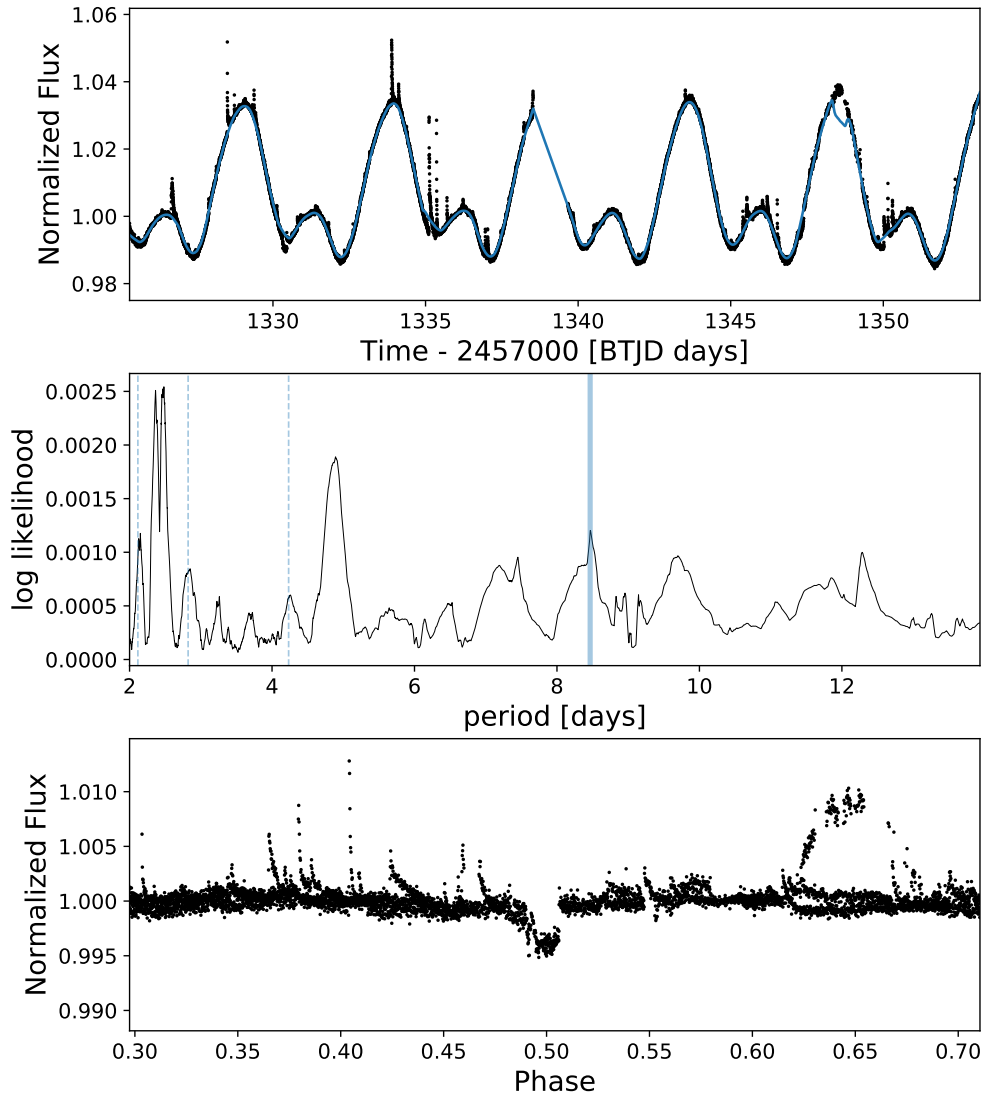 1.06
1.04
1.02
1.00
0.98
Normalized Flux
1330 1335 1340 1345 1350
Time - 2457000 [BTJD days]
0.0025
0.0020
0.0015
0.0010
0.0005
0.0000
log likelihood
2 4 6 8 10 12
period [days]
1.010
1.005
1.000
0.995
0.990
Normalized Flux
0.30 0.35 0.40 0.45 0.50 0.55 0.60 0.65 0.70
Phase